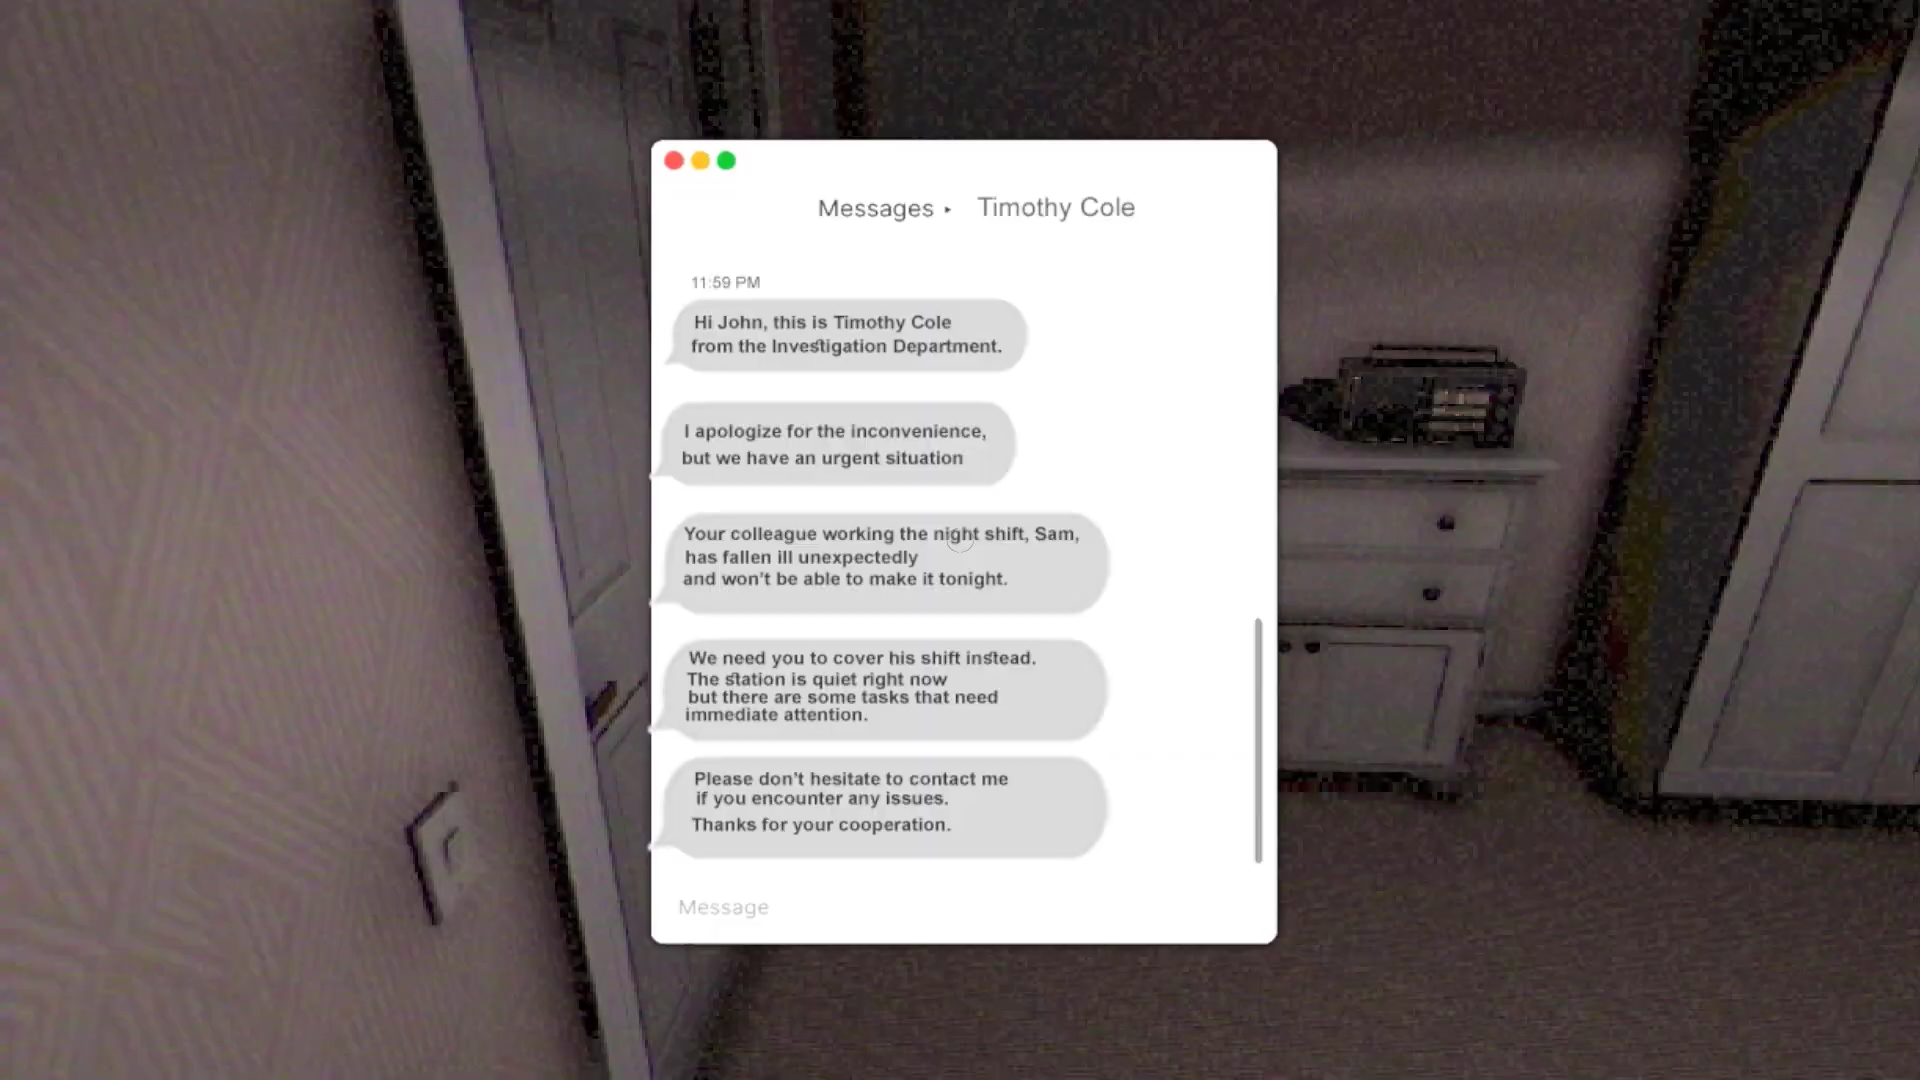 Messages ▸ Timothy Cole
11:59 PM
Hi John, this is Timothy Cole
from the Investigation Department.
I apologize for the inconvenience,
but we have an urgent situation
Your colleague working the night shift, Sam,
has fallen ill unexpectedly
and won't be able to make it tonight.
We need you to cover his shift instead.
The station is quiet right now
but there are some tasks that need
immediate attention.
Please don't hesitate to contact me
if you encounter any issues.
Thanks for your cooperation.
Message